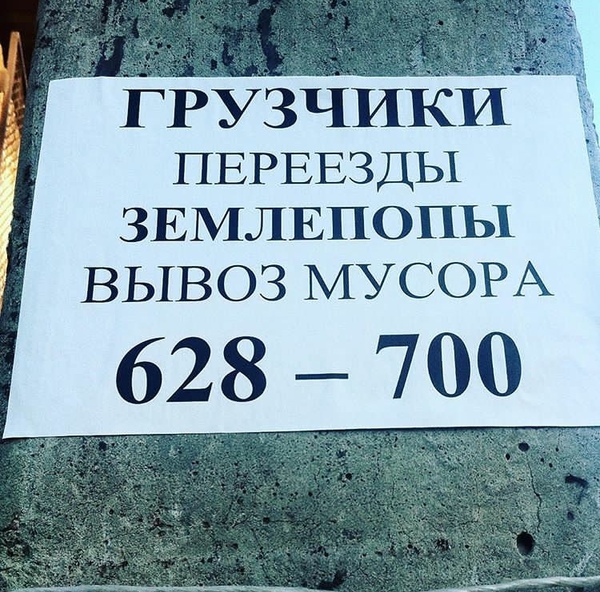 ГРУЗЧИКИ
ПЕРЕЕЗДЫ
ЗЕМЛЕПОПЫ
ВЫВОЗ МУСОРА
628 – 700